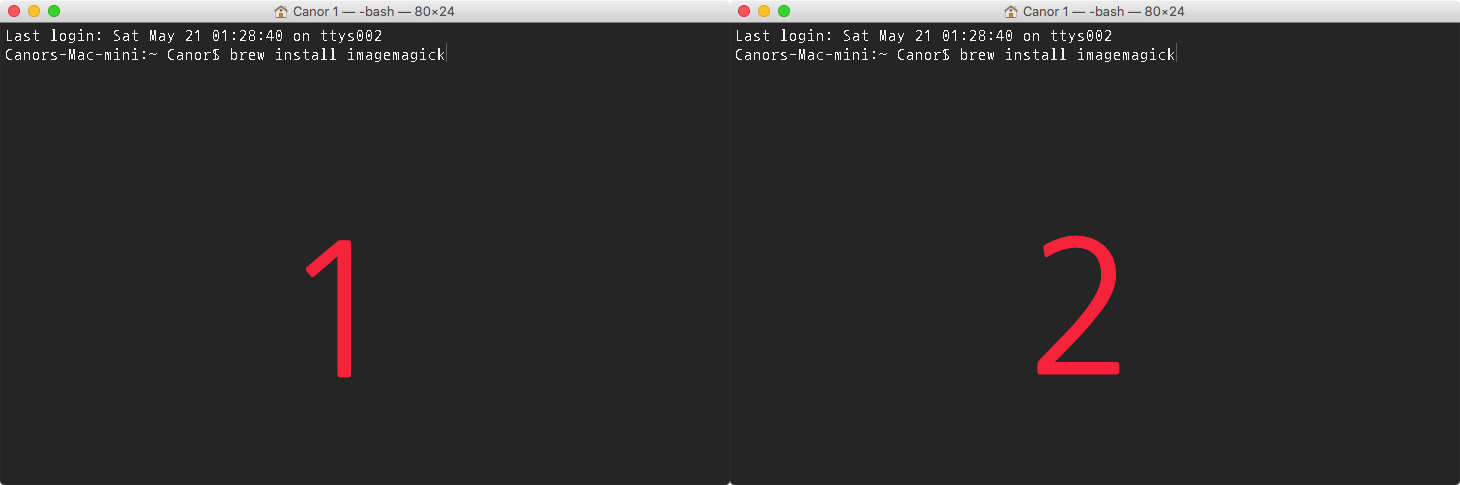 Canor 1 — -bash — 80×24
Last login: Sat May 21 01:28:40 on ttys002
Canors-Mac-mini:~ Canor$ brew install imagemagick
1
Canor 1 — -bash — 80×24
Last login: Sat May 21 01:28:40 on ttys002
Canors-Mac-mini:~ Canor$ brew install imagemagick
2